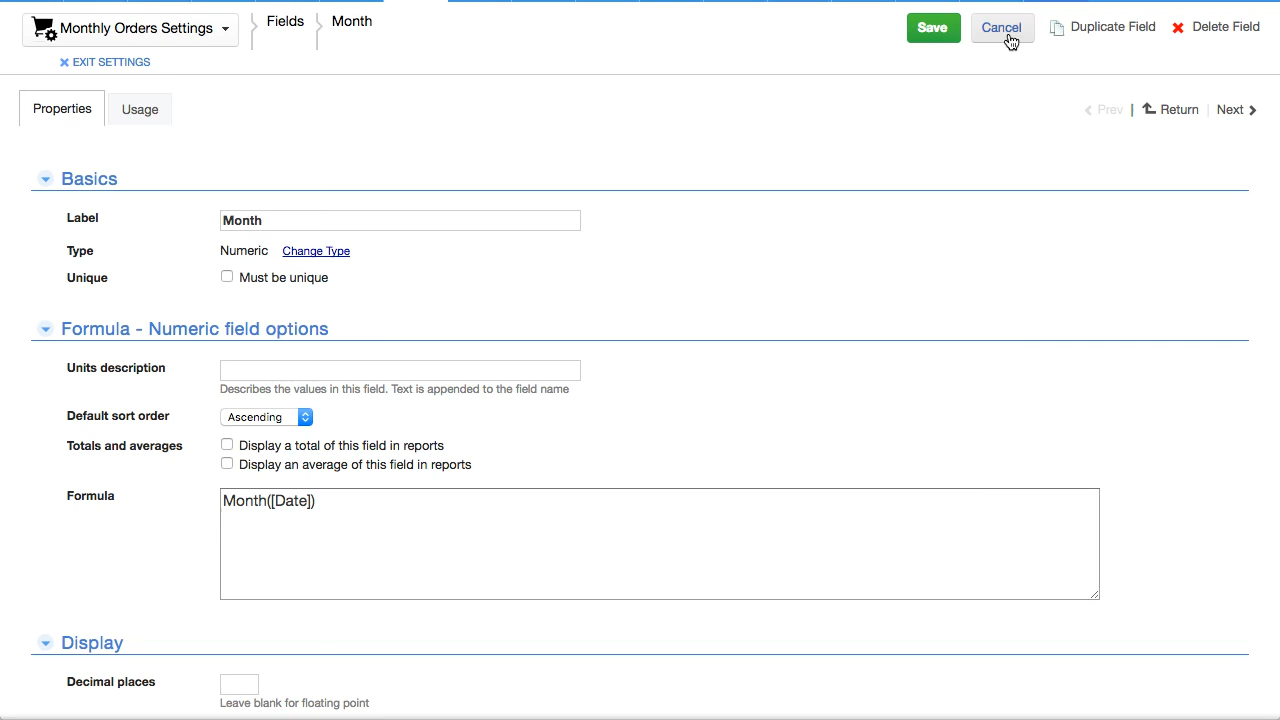 Monthly Orders Settings
Fields
Month
Save
Cancel
Duplicate Field
Delete Field
EXIT SETTINGS
Properties
Usage
Prev
Return
Next
Basics
Label
Month
Type
Numeric Change Type
Unique
Must be unique
Formula - Numeric field options
Units description
Describes the values in this field. Text is appended to the field name
Default sort order
Ascending
Totals and averages
Display a total of this field in reports
Display an average of this field in reports
Formula
Month([Date])
Display
Decimal places
Leave blank for floating point